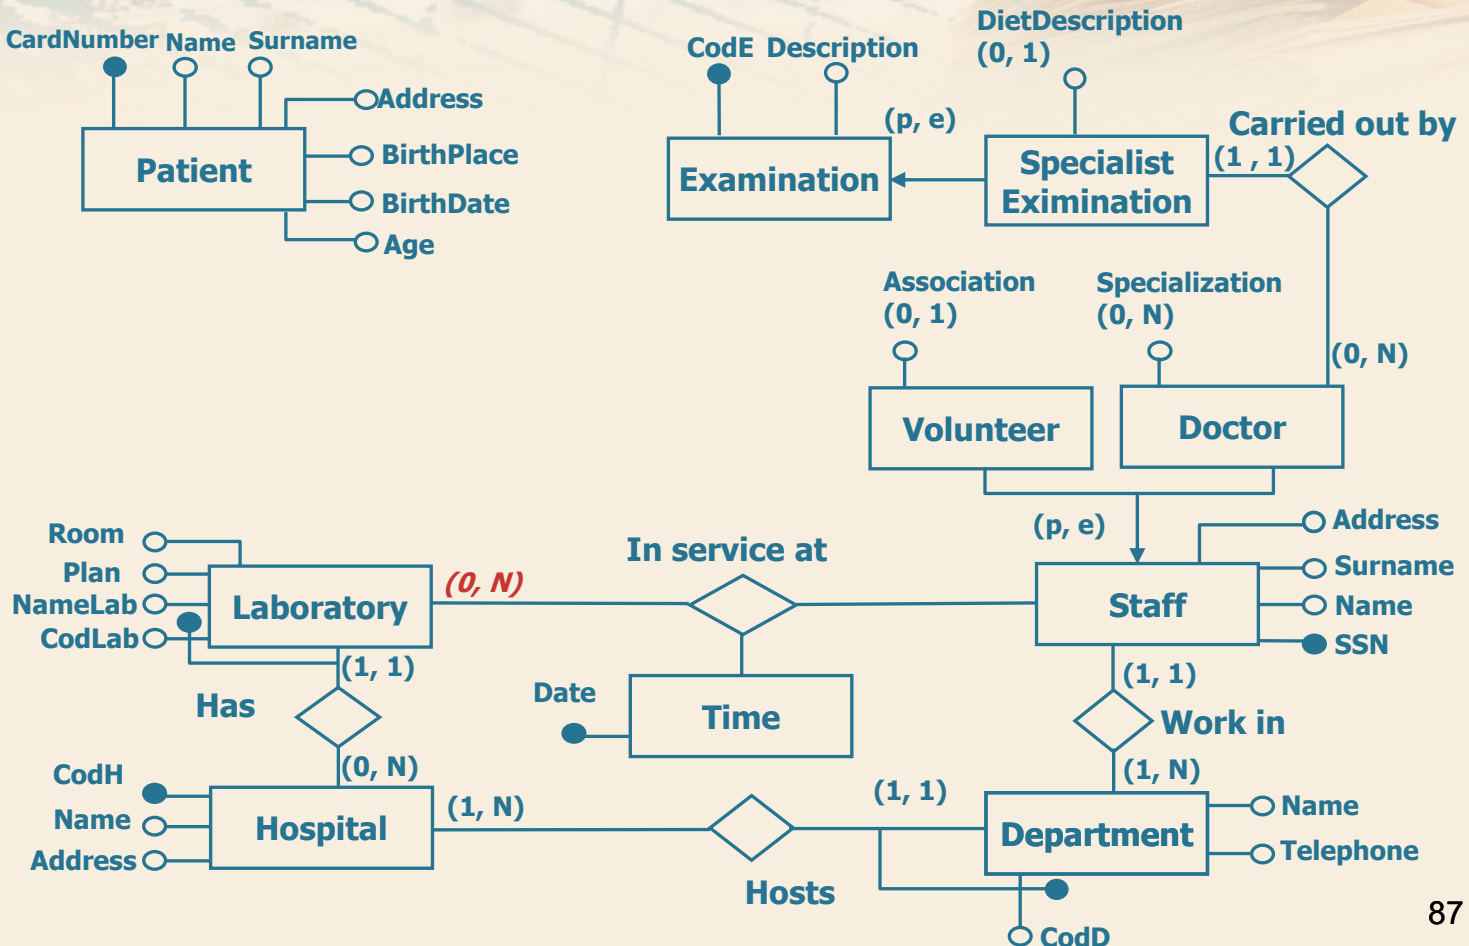 CardNumber Name Surname
Address
BirthPlace
BirthDate
Age
Patient
CodE Description
DietDescription
(0, 1)
(p, e)
Examination
Specialist
Eximination
Carried out by
(1 , 1)
(0, N)
Association
(0, 1)
Specialization
(0, N)
Volunteer
Doctor
(p, e)
Address
Surname
Name
SSN
Staff
In service at
(0, N)
Room
Plan
NameLab
CodLab
Laboratory
(1, 1)
Has
(0, N)
Date
Time
(1, 1)
Work in
(1, N)
CodH
Name
Address
Hospital
(1, N)
Hosts
(1, 1)
Department
Name
Telephone
CodD
87